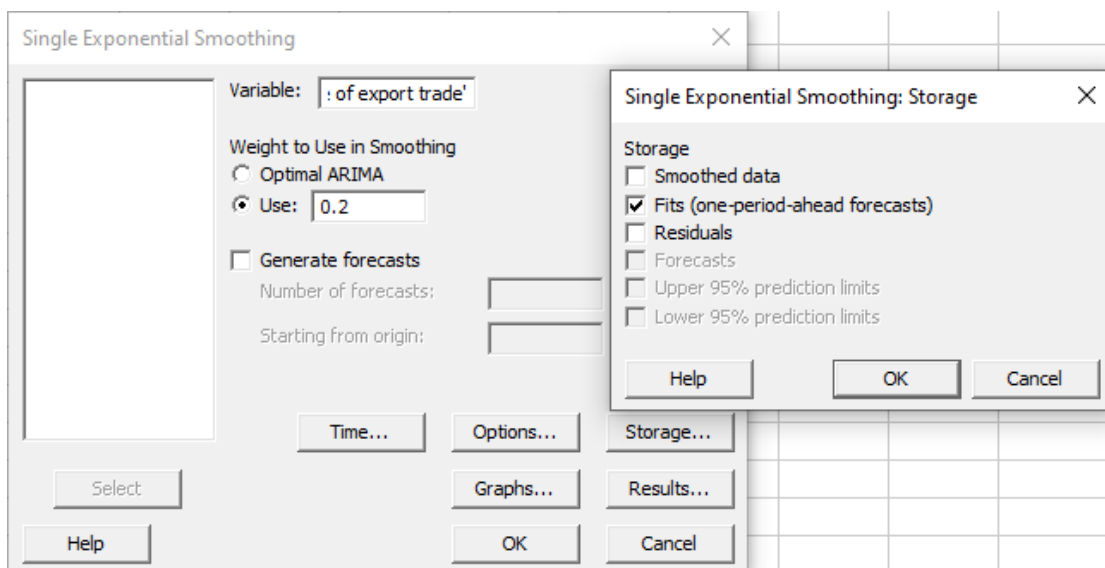 Single Exponential Smoothing
Variable: : of export trade'
Weight to Use in Smoothing
Optimal ARIMA
Use: 0.2
Generate forecasts
Number of forecasts:
Starting from origin:
Time... Options... Storage...
Select Graphs... Results...
Help OK Cancel
Single Exponential Smoothing: Storage
Storage
Smoothed data
Fits (one-period-ahead forecasts)
Residuals
Forecasts
Upper 95% prediction limits
Lower 95% prediction limits
Help OK Cancel